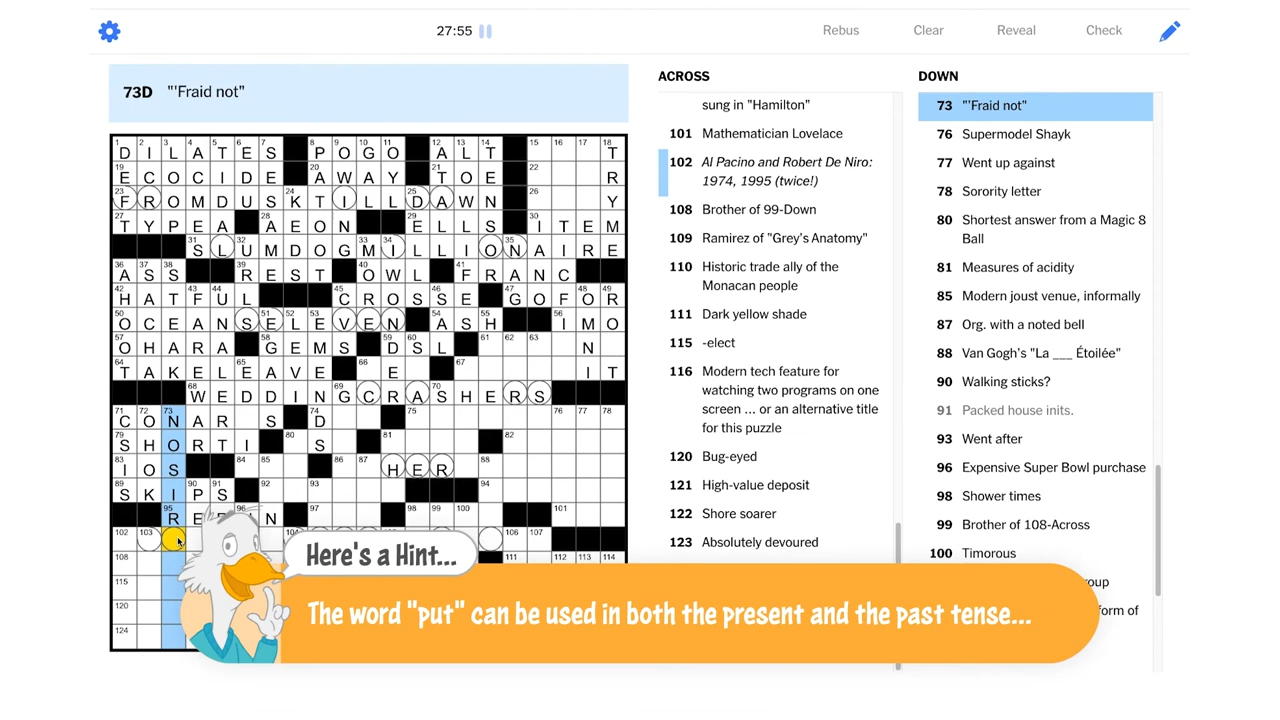 27:55
Rebus Clear Reveal Check
73D "'Fraid not"
ACROSS
sung in "Hamilton"
101 Mathematician Lovelace
102 Al Pacino and Robert De Niro:
1974, 1995 (twice!)
108 Brother of 99-Down
109 Ramirez of "Grey's Anatomy"
110 Historic trade ally of the
Monacan people
111 Dark yellow shade
115 -elect
116 Modern tech feature for
watching two programs on one
screen ... or an alternative title
for this puzzle
120 Bug-eyed
121 High-value deposit
122 Shore soarer
123 Absolutely devoured
DOWN
73 "'Fraid not"
76 Supermodel Shayk
77 Went up against
78 Sorority letter
80 Shortest answer from a Magic 8
Ball
81 Measures of acidity
85 Modern joust venue, informally
87 Org. with a noted bell
88 Van Gogh's "La ___ Étoilée"
90 Walking sticks?
91 Packed house inits.
93 Went after
96 Expensive Super Bowl purchase
98 Shower times
99 Brother of 108-Across
100 Timorous
oup
form of
D I L A T E S P O G O A L T T
E C O C I D E A W A Y T O E R
F R O M D U S K T I L L D A W N Y
T Y P E A A E O N E L L S I T E M
S L U M D O G M I L L I O N A I R E
A S S R E S T O W L F R A N C
H A T F U L C R O S S E G O F O R
O C E A N S E L E V E N A S H I M O
O H A R A G E M S D S L N
T A K E L E A V E E I T
W E D D I N G C R A S H E R S
C O N A R S D
S H O R T I S
I O S H E R
S K I P S
R E N
Here's a Hint...
The word "put" can be used in both the present and the past tense...